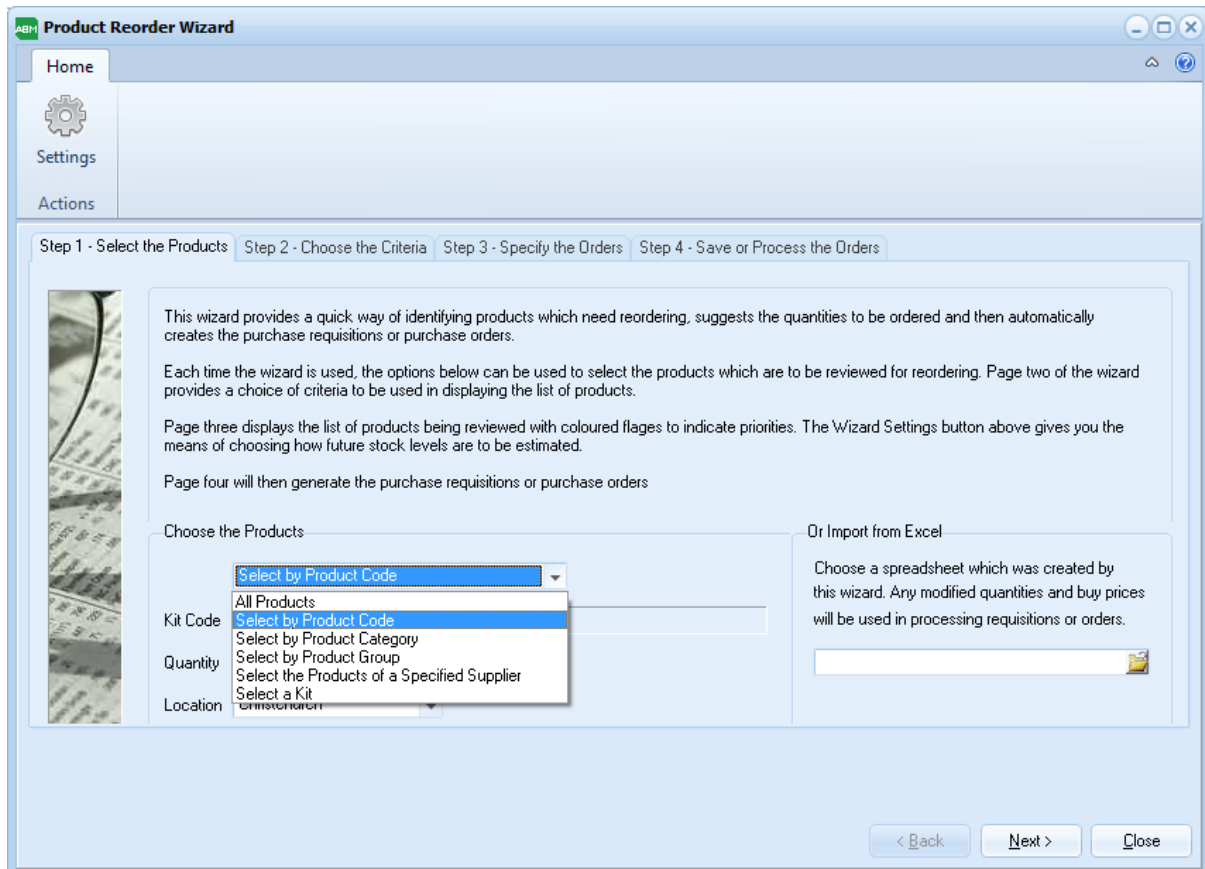 ABM Product Reorder Wizard
Home
Settings
Actions
Step 1 - Select the Products Step 2 - Choose the Criteria Step 3 - Specify the Orders Step 4 - Save or Process the Orders
This wizard provides a quick way of identifying products which need reordering, suggests the quantities to be ordered and then automatically
creates the purchase requisitions or purchase orders.
Each time the wizard is used, the options below can be used to select the products which are to be reviewed for reordering. Page two of the wizard
provides a choice of criteria to be used in displaying the list of products.
Page three displays the list of products being reviewed with coloured flages to indicate priorities. The Wizard Settings button above gives you the
means of choosing how future stock levels are to be estimated.
Page four will then generate the purchase requisitions or purchase orders
Choose the Products
Select by Product Code
All Products
Kit Code Select by Product Code
Select by Product Category
Quantity Select by Product Group
Select the Products of a Specified Supplier
Select a Kit
Location Christchurch
Or Import from Excel
Choose a spreadsheet which was created by
this wizard. Any modified quantities and buy prices
will be used in processing requisitions or orders.
< Back Next > Close